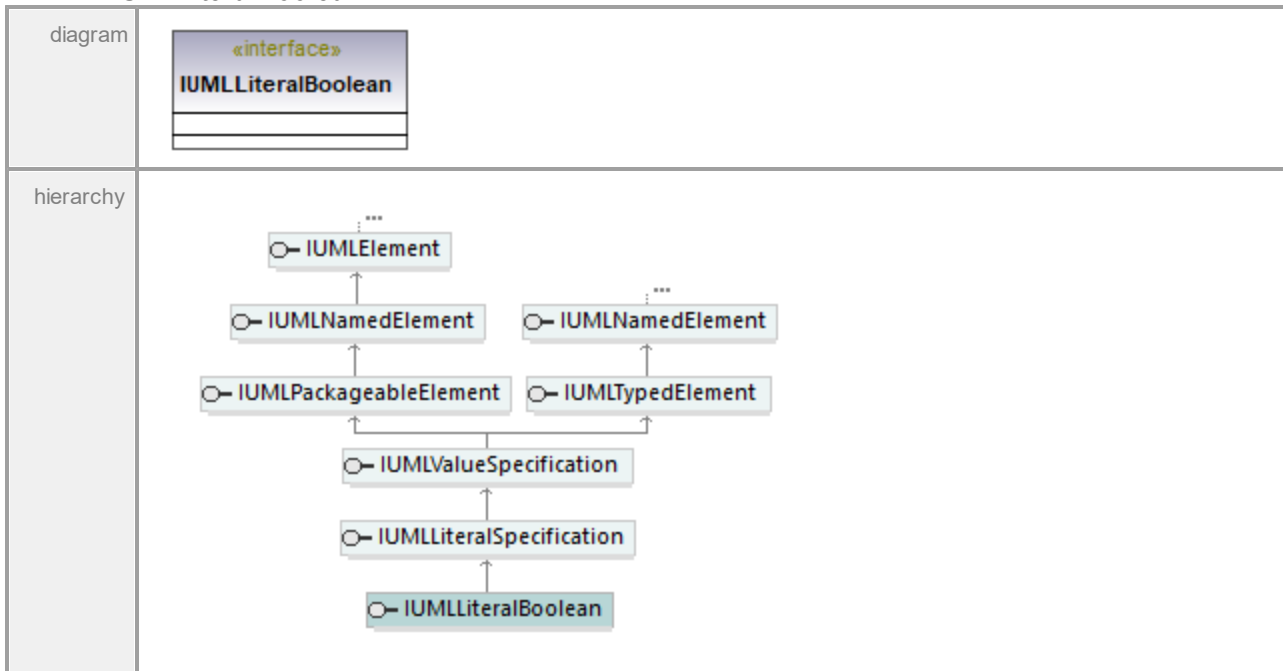 diagram
«interface»
IUMLLiteralBoolean
hierarchy
...
IUMLElement
...
IUMLNamedElement
IUMLNamedElement
IUMLPackageableElement
IUMLTypedElement
IUMLValueSpecification
IUMLLiteralSpecification
IUMLLiteralBoolean